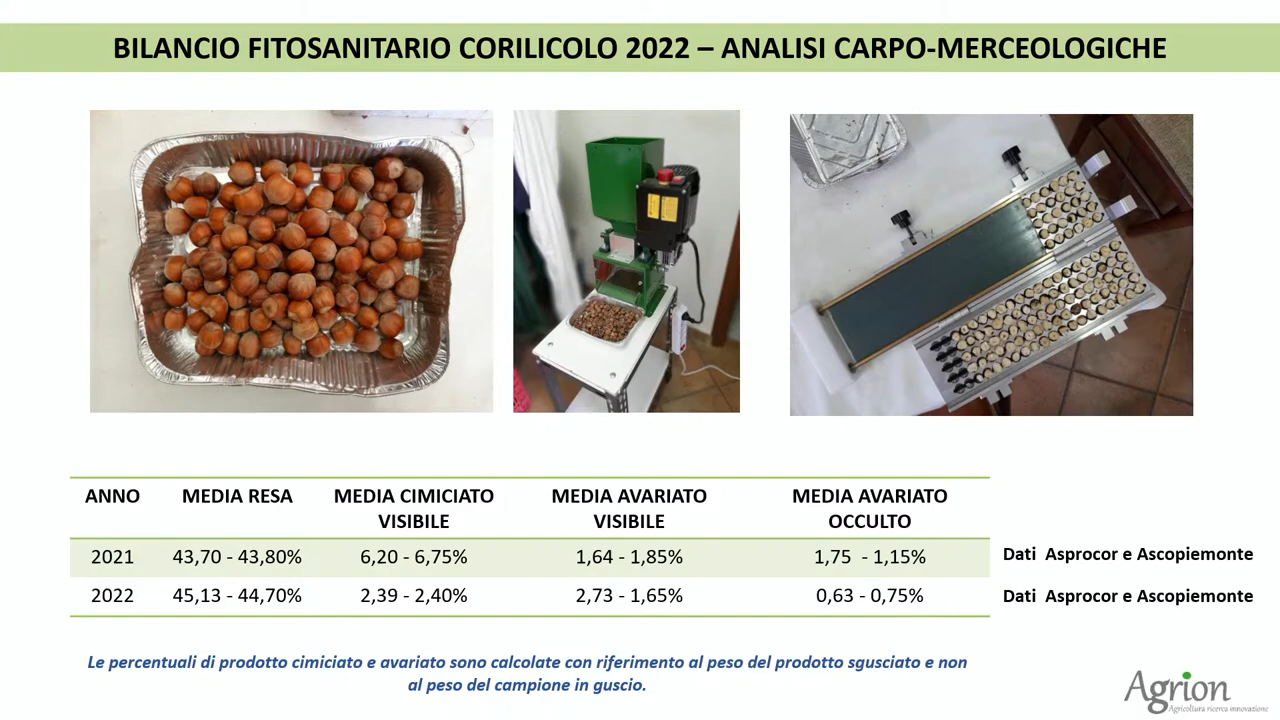 BILANCIO FITOSANITARIO CORILICOLO 2022 – ANALISI CARPO-MERCEOLOGICHE
ANNO MEDIA RESA MEDIA CIMICIATO VISIBILE MEDIA AVARIATO VISIBILE MEDIA AVARIATO OCCULTO
2021 43,70 - 43,80% 6,20 - 6,75% 1,64 - 1,85% 1,75 - 1,15% Dati Asprocor e Ascopiemonte
2022 45,13 - 44,70% 2,39 - 2,40% 2,73 - 1,65% 0,63 - 0,75% Dati Asprocor e Ascopiemonte
Le percentuali di prodotto cimiciato e avariato sono calcolate con riferimento al peso del prodotto sgusciato e non
al peso del campione in guscio.
Agrion
Agricoltura ricerca innovazione